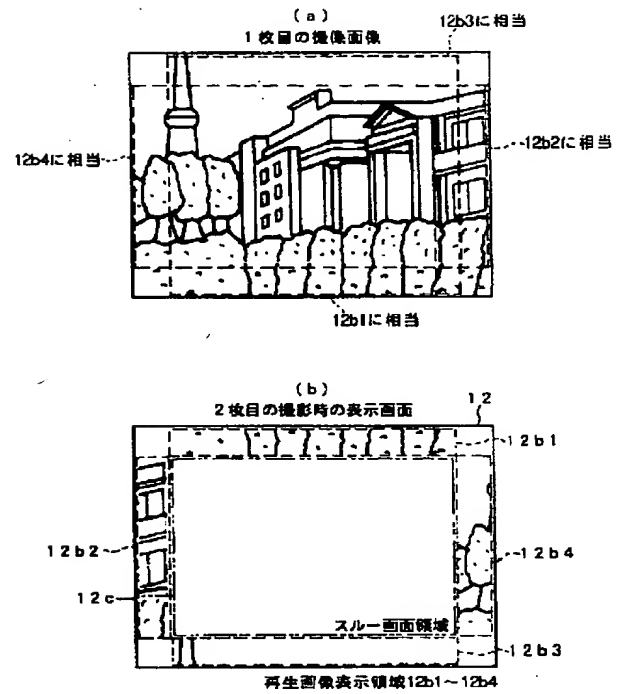 (a)
1枚目の撮像画像
12b3に相当
12b4に相当
12b2に相当
12b1に相当
(b)
2枚目の撮影時の表示画面
12
12b1
12b2
12b4
12c
スルー画面領域
12b3
再生画像表示領域12b1~12b4